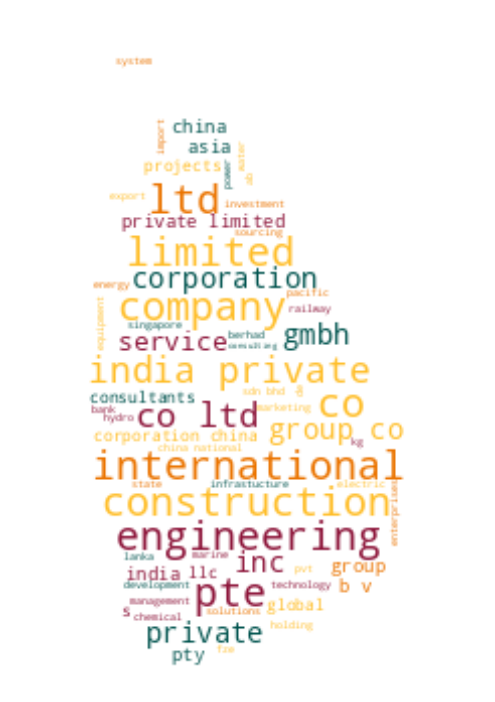 system
import
china
asia
water
projects
power
ab
export
ltd
investment
private limited
sourcing
limited
corporation
energy
pacific
equipment
company
railway
singapore
service
berhad
consulting
gmbh
india private
consultants
sdn bhd
co
bank
hydro
co ltd
marketing
corporation china
group co
kg
china national
international
state
infrastucture
electric
enterprises
construction
engineering
lanka
marine
inc
india
llc
pvt
group
development
pte
technology
b v
management
solutions
global
s
chemical
private
holding
pty
fze